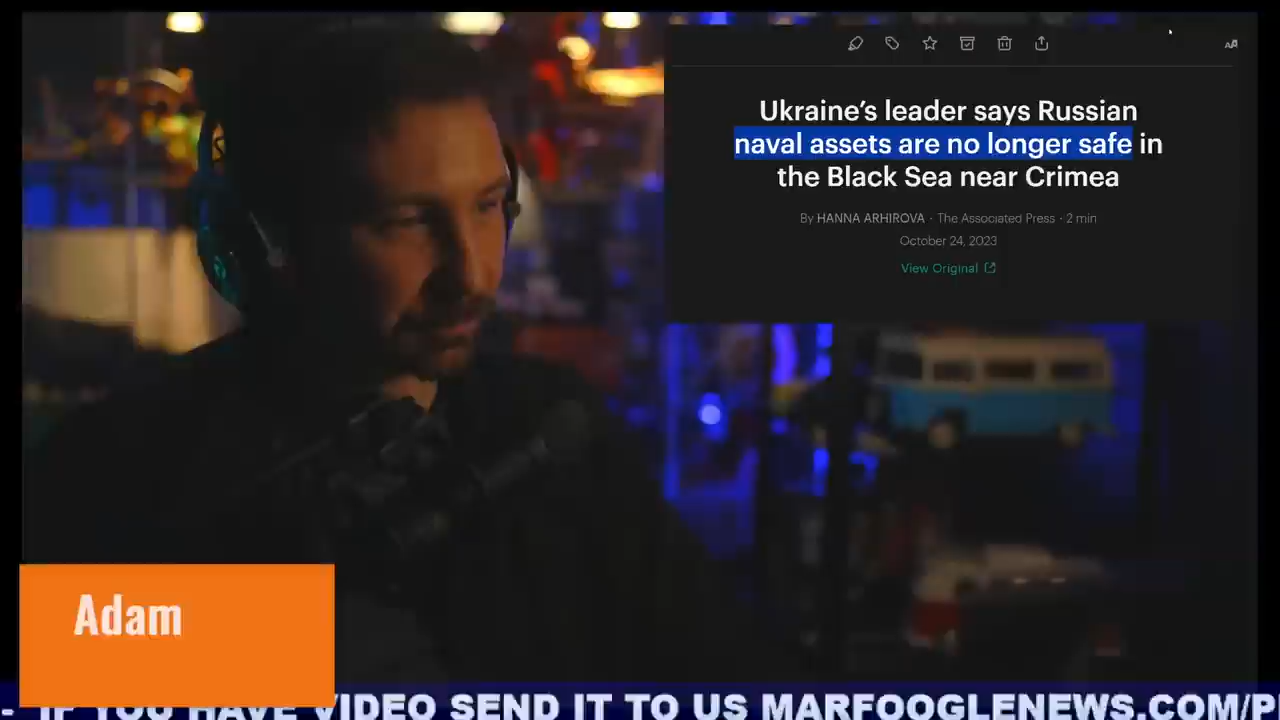 Ukraine’s leader says Russian
naval assets are no longer safe in
the Black Sea near Crimea
By HANNA ARHIROVA · The Associated Press · 2 min
October 24, 2023
View Original
Adam
- IF YOU HAVE VIDEO SEND IT TO US MARFOOGLENEWS.COM/P